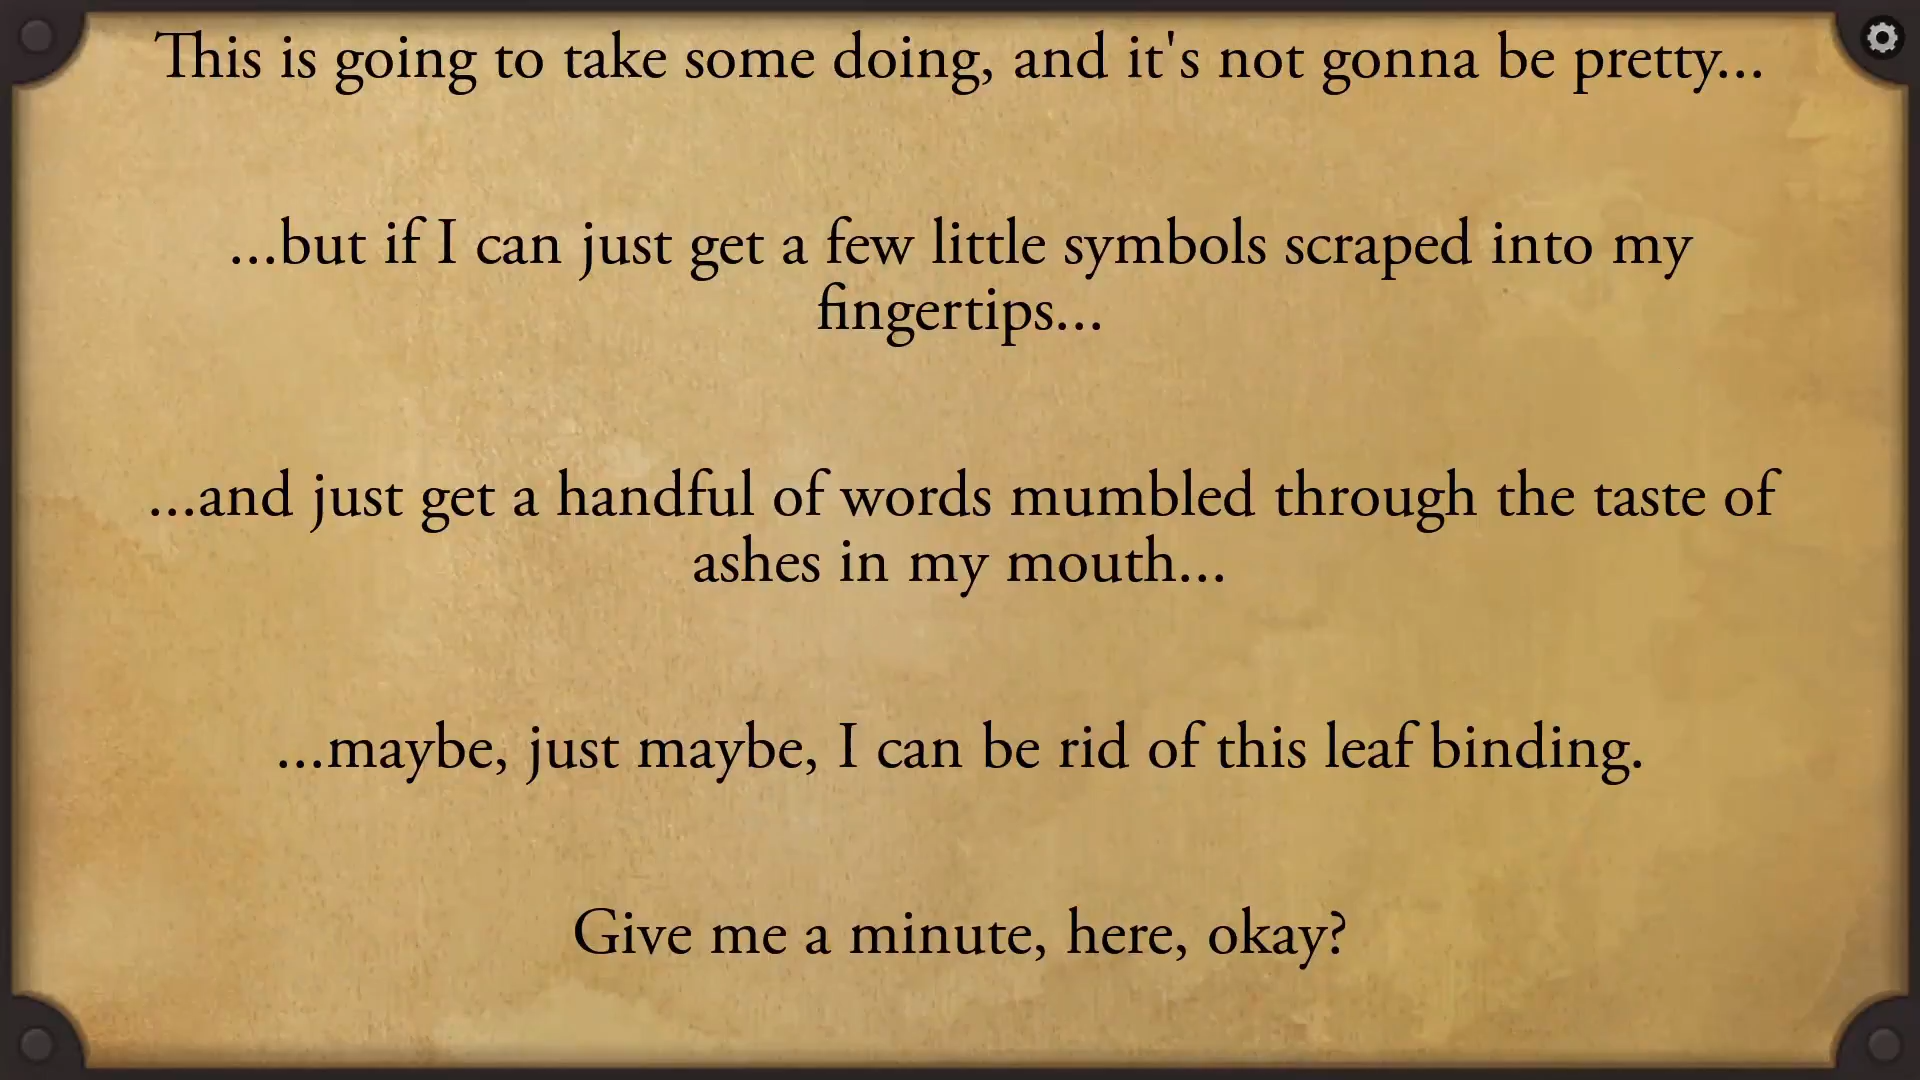 This is going to take some doing, and it's not gonna be pretty...
...but if I can just get a few little symbols scraped into my
fingertips...
...and just get a handful of words mumbled through the taste of
ashes in my mouth...
...maybe, just maybe, I can be rid of this leaf binding.
Give me a minute, here, okay?